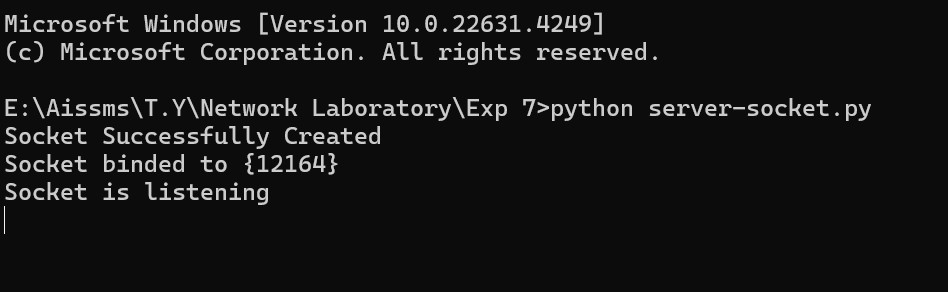 Microsoft Windows [Version 10.0.22631.4249]
(c) Microsoft Corporation. All rights reserved.
E:\Aissms\T.Y\Network Laboratory\Exp 7>python server-socket.py
Socket Successfully Created
Socket binded to {12164}
Socket is listening